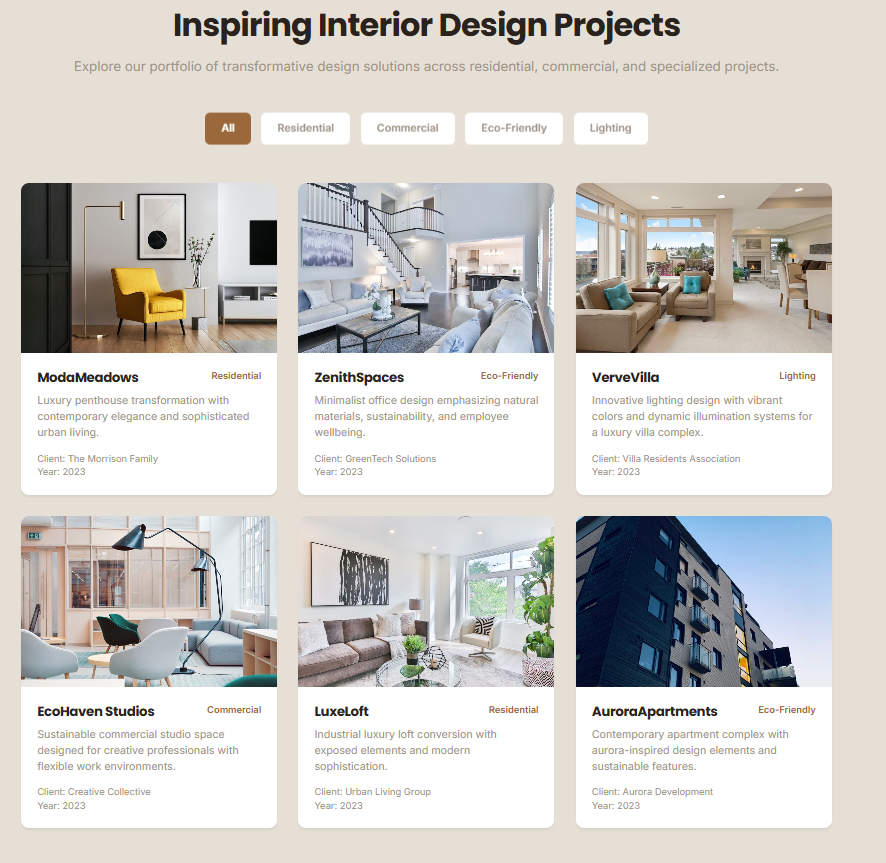 Inspiring Interior Design Projects
Explore our portfolio of transformative design solutions across residential, commercial, and specialized projects.
All Residential Commercial Eco-Friendly Lighting
ModaMeadows Residential
Luxury penthouse transformation with
contemporary elegance and sophisticated
urban living.
Client: The Morrison Family
Year: 2023
ZenithSpaces Eco-Friendly
Minimalist office design emphasizing natural
materials, sustainability, and employee
wellbeing.
Client: GreenTech Solutions
Year: 2023
VerveVilla Lighting
Innovative lighting design with vibrant
colors and dynamic illumination systems for
a luxury villa complex.
Client: Villa Residents Association
Year: 2023
EcoHaven Studios Commercial
Sustainable commercial studio space
designed for creative professionals with
flexible work environments.
Client: Creative Collective
Year: 2023
LuxeLoft Residential
Industrial luxury loft conversion with
exposed elements and modern
sophistication.
Client: Urban Living Group
Year: 2023
AuroraApartments Eco-Friendly
Contemporary apartment complex with
aurora-inspired design elements and
sustainable features.
Client: Aurora Development
Year: 2023